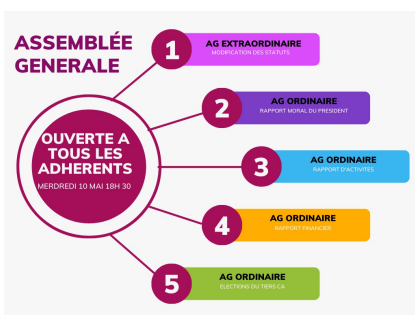 ASSEMBLÉE
GENERALE
1
AG EXTRAORDINAIRE
MODIFICATION DES STATUTS
2
AG ORDINAIRE
RAPPORT MORAL DU PRESIDENT
OUVERTE A
TOUS LES
ADHERENTS
MERDREDI 10 MAI 18H 30
3
AG ORDINAIRE
RAPPORT D'ACTIVITES
4
AG ORDINAIRE
RAPPORT FINANCIER
5
AG ORDINAIRE
ELECTIONS DU TIERS CA